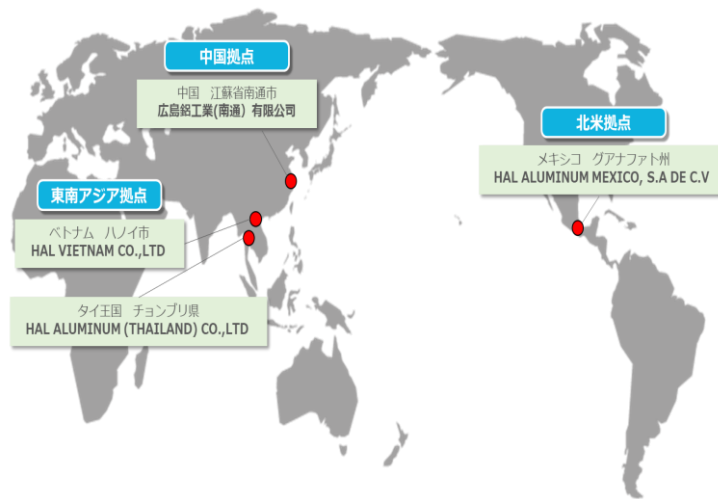 中国拠点
中国　江蘇省南通市
広島鋁工業(南通) 有限公司
北米拠点
メキシコ　グアナファト州
HAL ALUMINUM MEXICO, S.A DE C.V
東南アジア拠点
ベトナム　ハノイ市
HAL VIETNAM CO.,LTD
タイ王国　チョンブリ県
HAL ALUMINUM (THAILAND) CO.,LTD